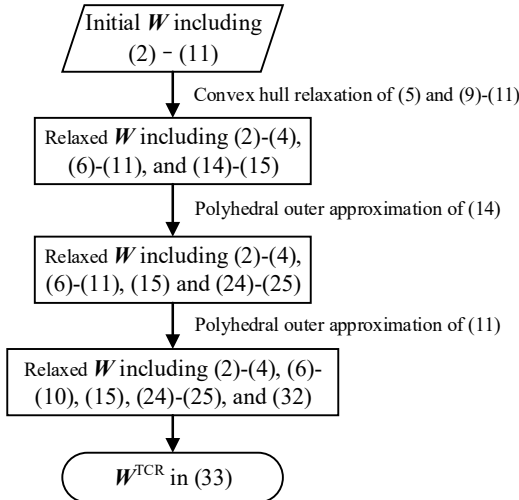 Initial W including
(2) - (11)
Convex hull relaxation of (5) and (9)-(11)
Relaxed W including (2)-(4),
(6)-(11), and (14)-(15)
Polyhedral outer approximation of (14)
Relaxed W including (2)-(4),
(6)-(11), (15) and (24)-(25)
Polyhedral outer approximation of (11)
Relaxed W including (2)-(4), (6)-
(10), (15), (24)-(25), and (32)
W^TCR in (33)